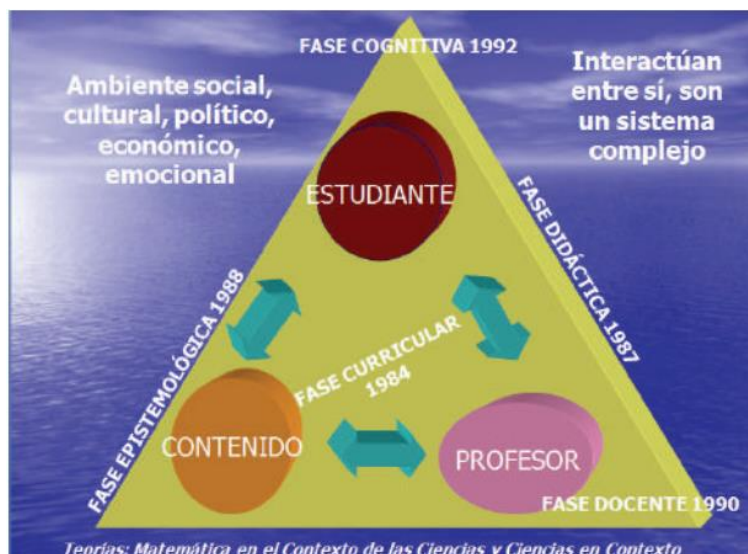 FASE COGNITIVA 1992
Ambiente social,
cultural, político,
económico,
emocional
Interactúan
entre sí, son
un sistema
complejo
ESTUDIANTE
FASE DIDÁCTICA 1987
FASE EPISTEMOLÓGICA 1988
FASE CURRICULAR
1984
CONTENIDO
PROFESOR
FASE DOCENTE 1990
Teorías: Matemática en el Contexto de las Ciencias y Ciencias en Contexto